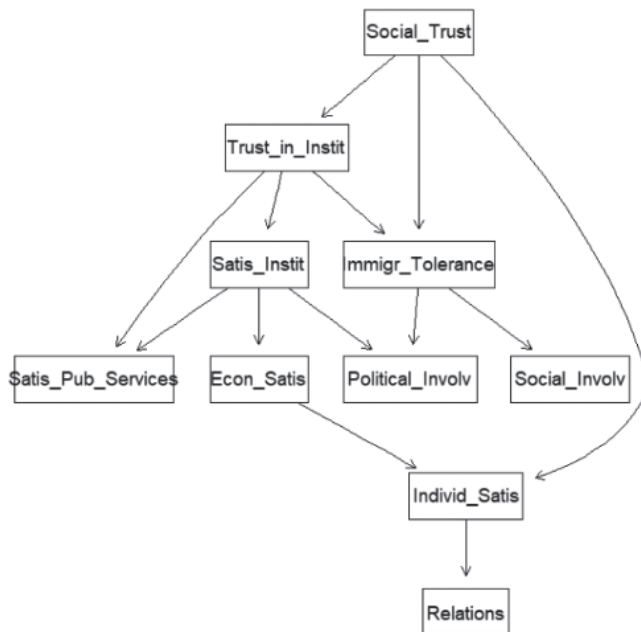 Social_Trust
Trust_in_Instit
Satis_Instit
Immigr_Tolerance
Satis_Pub_Services
Econ_Satis
Political_Involv
Social_Involv
Individ_Satis
Relations